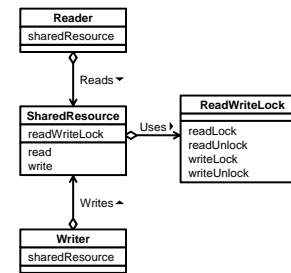 Reader
sharedResource
Reads
SharedResource
readWriteLock
read
write
Uses
ReadWriteLock
readLock
readUnlock
writeLock
writeUnlock
Writes
Writer
sharedResource